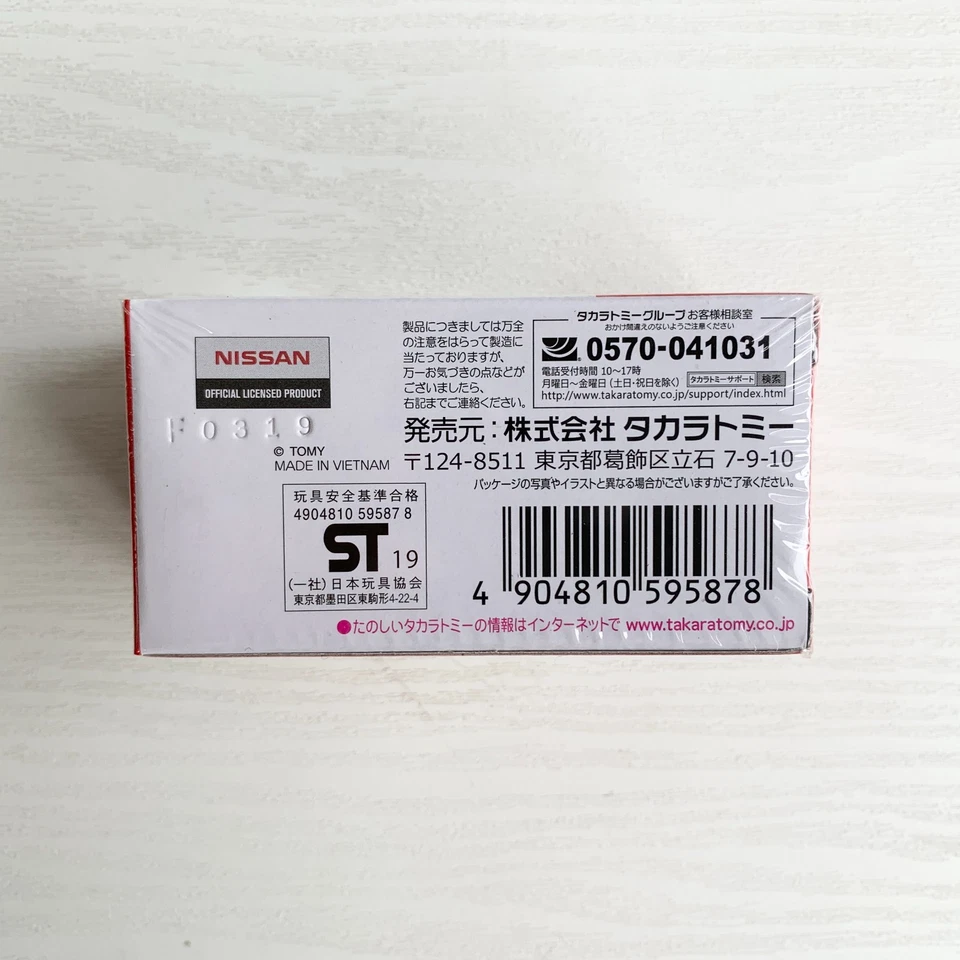 NISSAN
OFFICIAL LICENSED PRODUCT
F0319
© TOMY
MADE IN VIETNAM
製品につきましては万全
の注意をはらって製造に
当たっておりますが、
万一お気づきの点などが
ございましたら、
右記までご連絡ください。
タカラトミーグループ お客様相談室
おかけ間違えのないようご注意ください
0570-041031
電話受付時間 10～17時
月曜日～金曜日 (土日・祝日を除く)
タカラトミーサポート 検索
http://www.takaratomy.co.jp/support/index.html
発売元：株式会社 タカラトミー
〒124-8511 東京都葛飾区立石 7-9-10
パッケージの写真やイラストと異なる場合がございますがご了承ください。
玩具安全基準合格
4904810 59587 8
ST 19
(一社)日本玩具協会
東京都墨田区東駒形4-22-4
4 904810 595878
●たのしいタカラトミーの情報はインターネットで www.takaratomy.co.jp